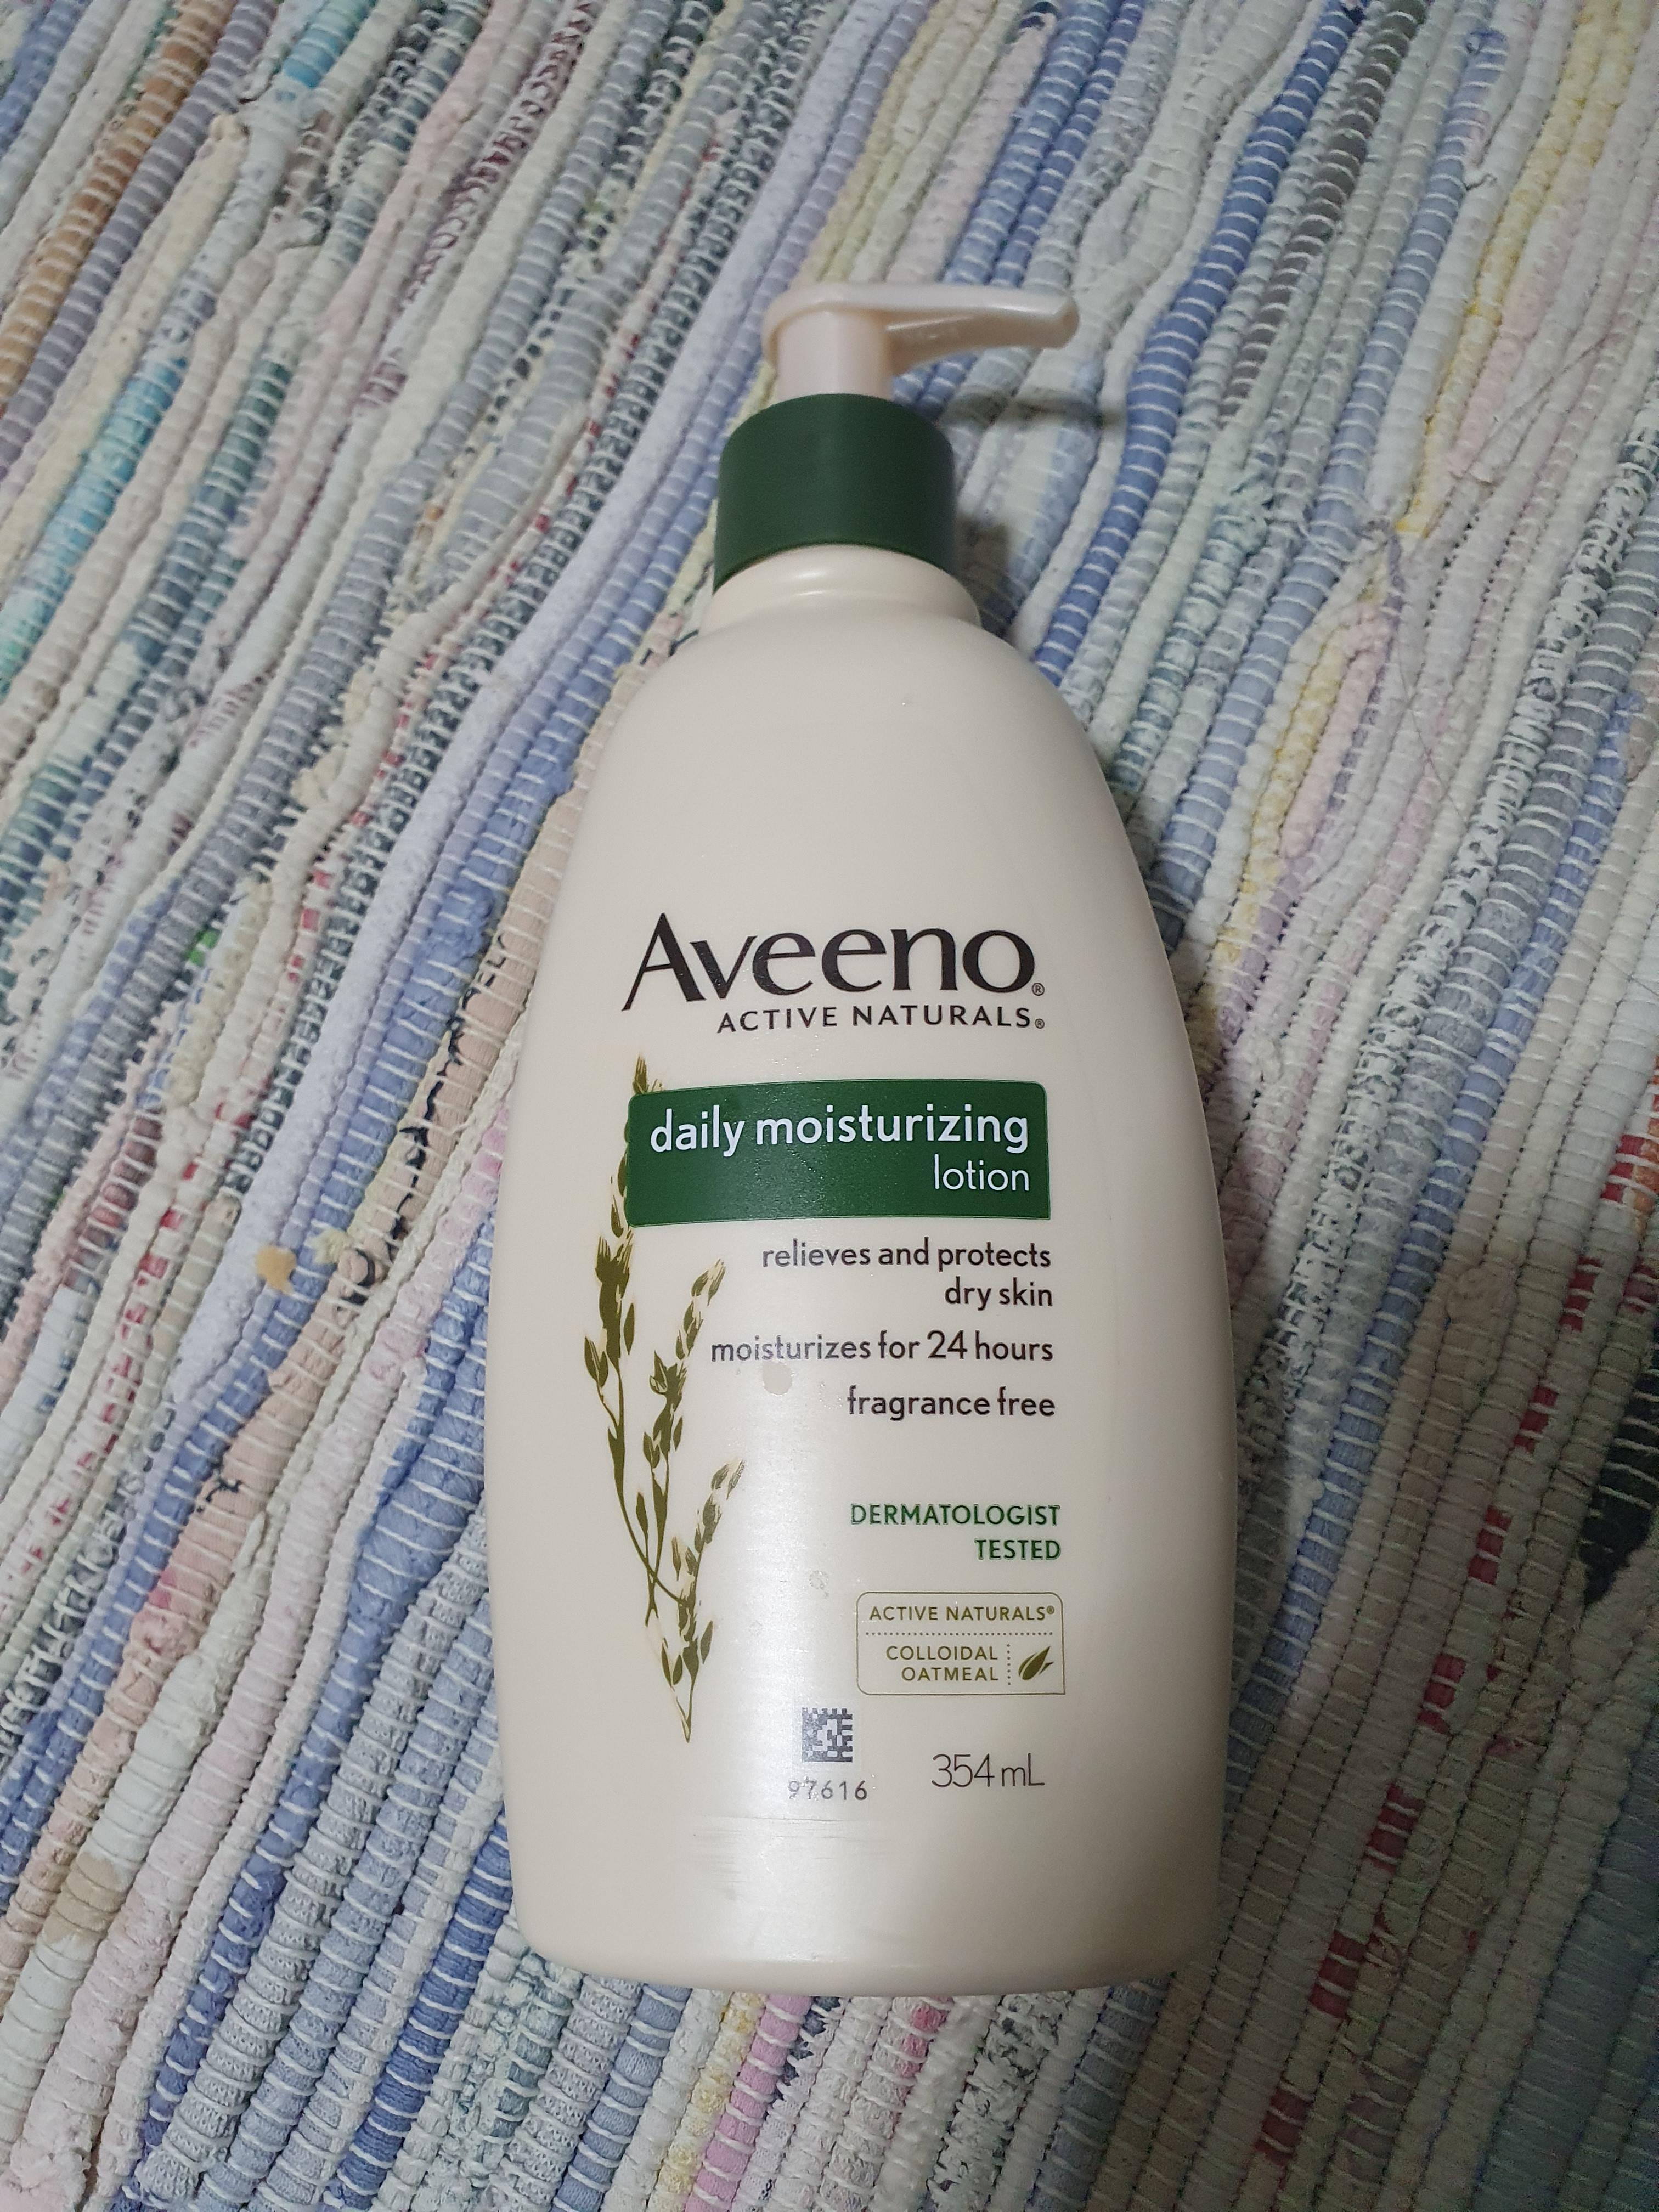 Aveeno®
ACTIVE NATURALS®
daily moisturizing
lotion
relieves and protects
dry skin
moisturizes for 24 hours
fragrance free
DERMATOLOGIST
TESTED
ACTIVE NATURALS®
COLLOIDAL
OATMEAL
97616
354 mL